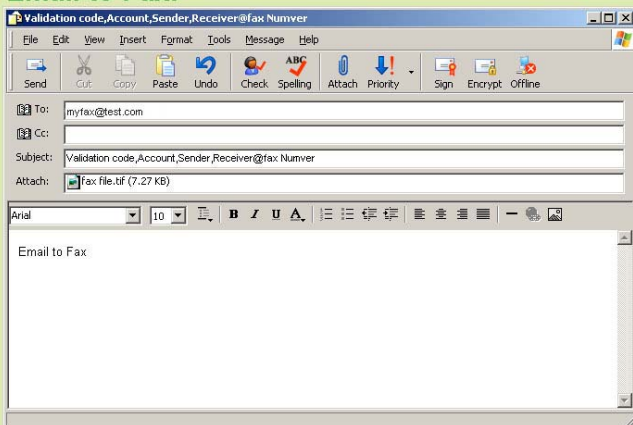 Validation code,Account,Sender,Receiver@fax Numver
File Edit View Insert Format Tools Message Help
Send Cut Copy Paste Undo Check Spelling Attach Priority Sign Encrypt Offline
To: myfax@test.com
Cc:
Subject: Validation code,Account,Sender,Receiver@fax Numver
Attach: fax file.tif (7.27 KB)
Arial 10 B I U A
Email to Fax